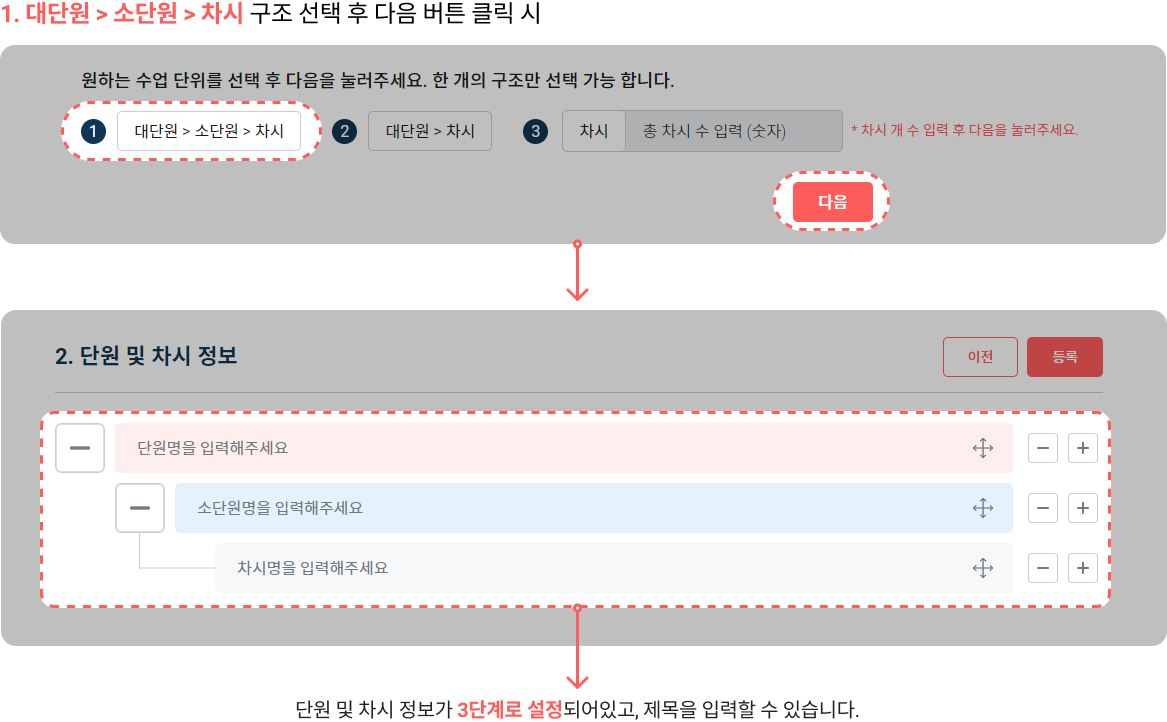 1. 대단원 > 소단원 > 차시 구조 선택 후 다음 버튼 클릭 시
원하는 수업 단위를 선택 후 다음을 눌러주세요. 한 개의 구조만 선택 가능 합니다.
1 대단원 > 소단원 > 차시 2 대단원 > 차시 3 차시 총 차시 수 입력 (숫자) * 차시 개 수 입력 후 다음을 눌러주세요.
다음
2. 단원 및 차시 정보 이전 등록
단원명을 입력해주세요
소단원명을 입력해주세요
차시명을 입력해주세요
단원 및 차시 정보가 3단계로 설정되어있고, 제목을 입력할 수 있습니다.